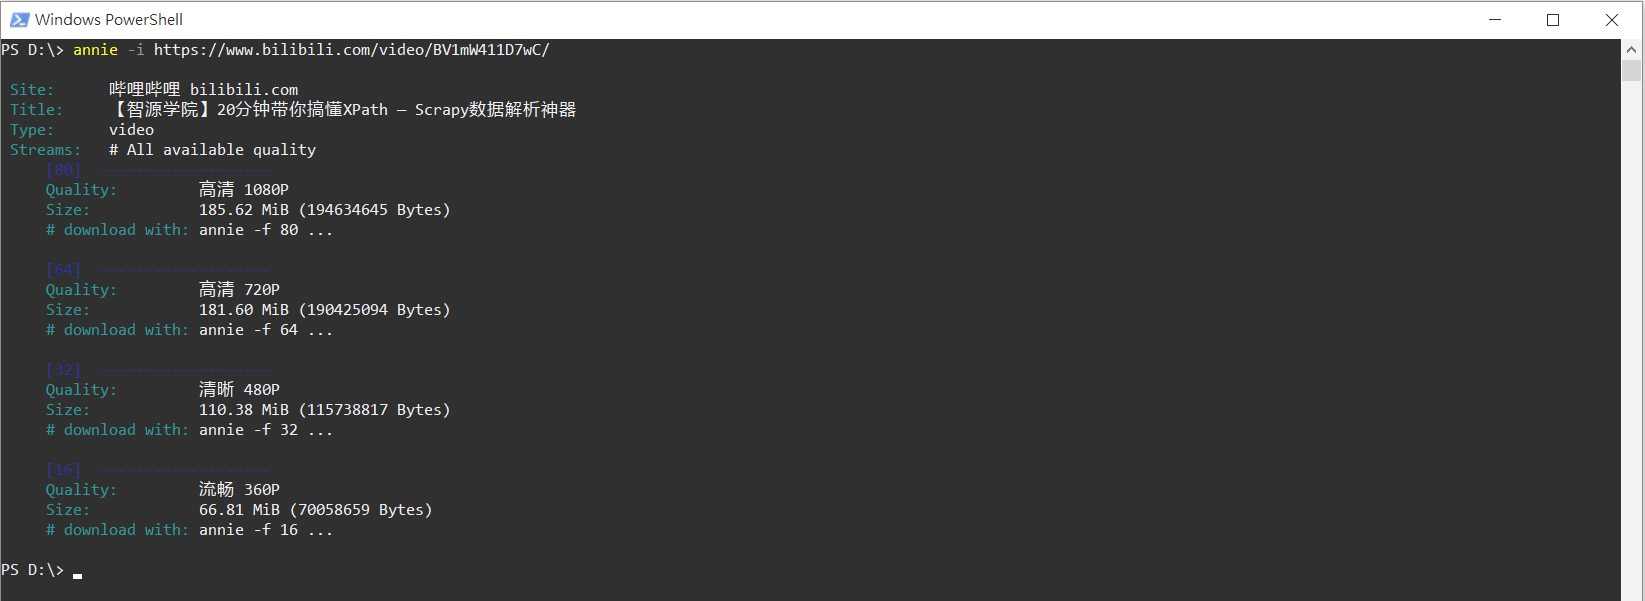 Windows PowerShell
PS D:\> annie -i https://www.bilibili.com/video/BV1mW411D7wC/
Site: 哔哩哔哩 bilibili.com
Title: 【智源学院】20分钟带你搞懂XPath — Scrapy数据解析神器
Type: video
Streams: # All available quality
[80] -------------------
Quality: 高清 1080P
Size: 185.62 MiB (194634645 Bytes)
# download with: annie -f 80 ...
[64] -------------------
Quality: 高清 720P
Size: 181.60 MiB (190425094 Bytes)
# download with: annie -f 64 ...
[32] -------------------
Quality: 清晰 480P
Size: 110.38 MiB (115738817 Bytes)
# download with: annie -f 32 ...
[16] -------------------
Quality: 流畅 360P
Size: 66.81 MiB (70058659 Bytes)
# download with: annie -f 16 ...
PS D:\>